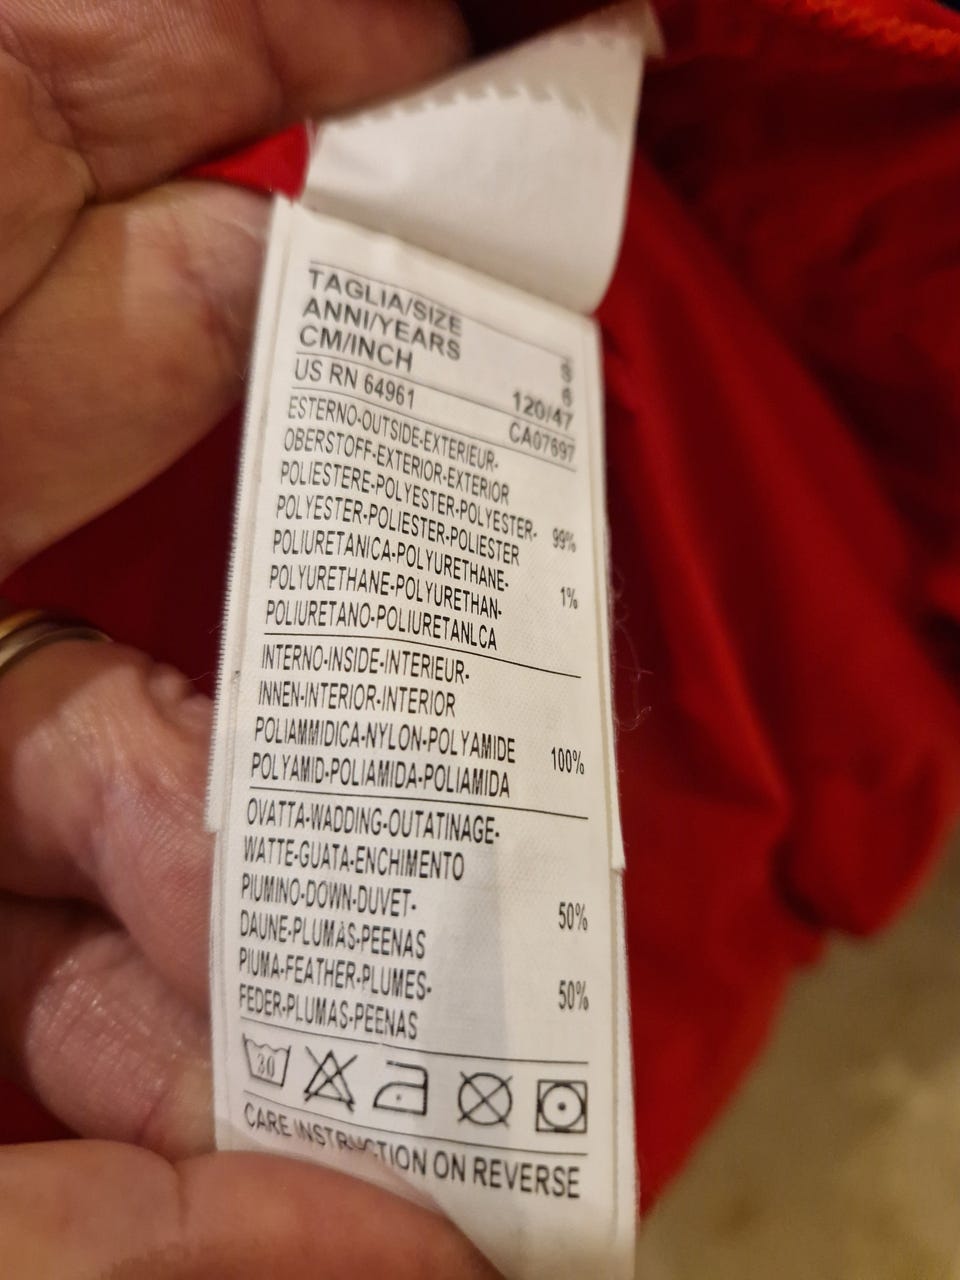 TAGLIA/SIZE
ANNI/YEARS
CM/INCH 120/47
US RN 64961 CA07697
ESTERNO-OUTSIDE-EXTERIEUR-
OBERSTOFF-EXTERIOR-EXTERIOR
POLIESTERE-POLYESTER-POLYESTER- 99%
POLYESTER-POLIESTER-POLIESTER
POLIURETANICA-POLYURETHANE- 1%
POLYURETHANE-POLYURETHAN-
POLIURETANO-POLIURETANLCA
INTERNO-INSIDE-INTERIEUR-
INNEN-INTERIOR-INTERIOR
POLIAMMIDICA-NYLON-POLYAMIDE 100%
POLYAMID-POLIAMIDA-POLIAMIDA
OVATTA-WADDING-OUTATINAGE-
WATTE-GUATA-ENCHIMENTO
PIUMINO-DOWN-DUVET- 50%
DAUNE-PLUMAS-PEENAS
PIUMA-FEATHER-PLUMES- 50%
FEDER-PLUMAS-PEENAS
30
CARE INSTRUCTION ON REVERSE